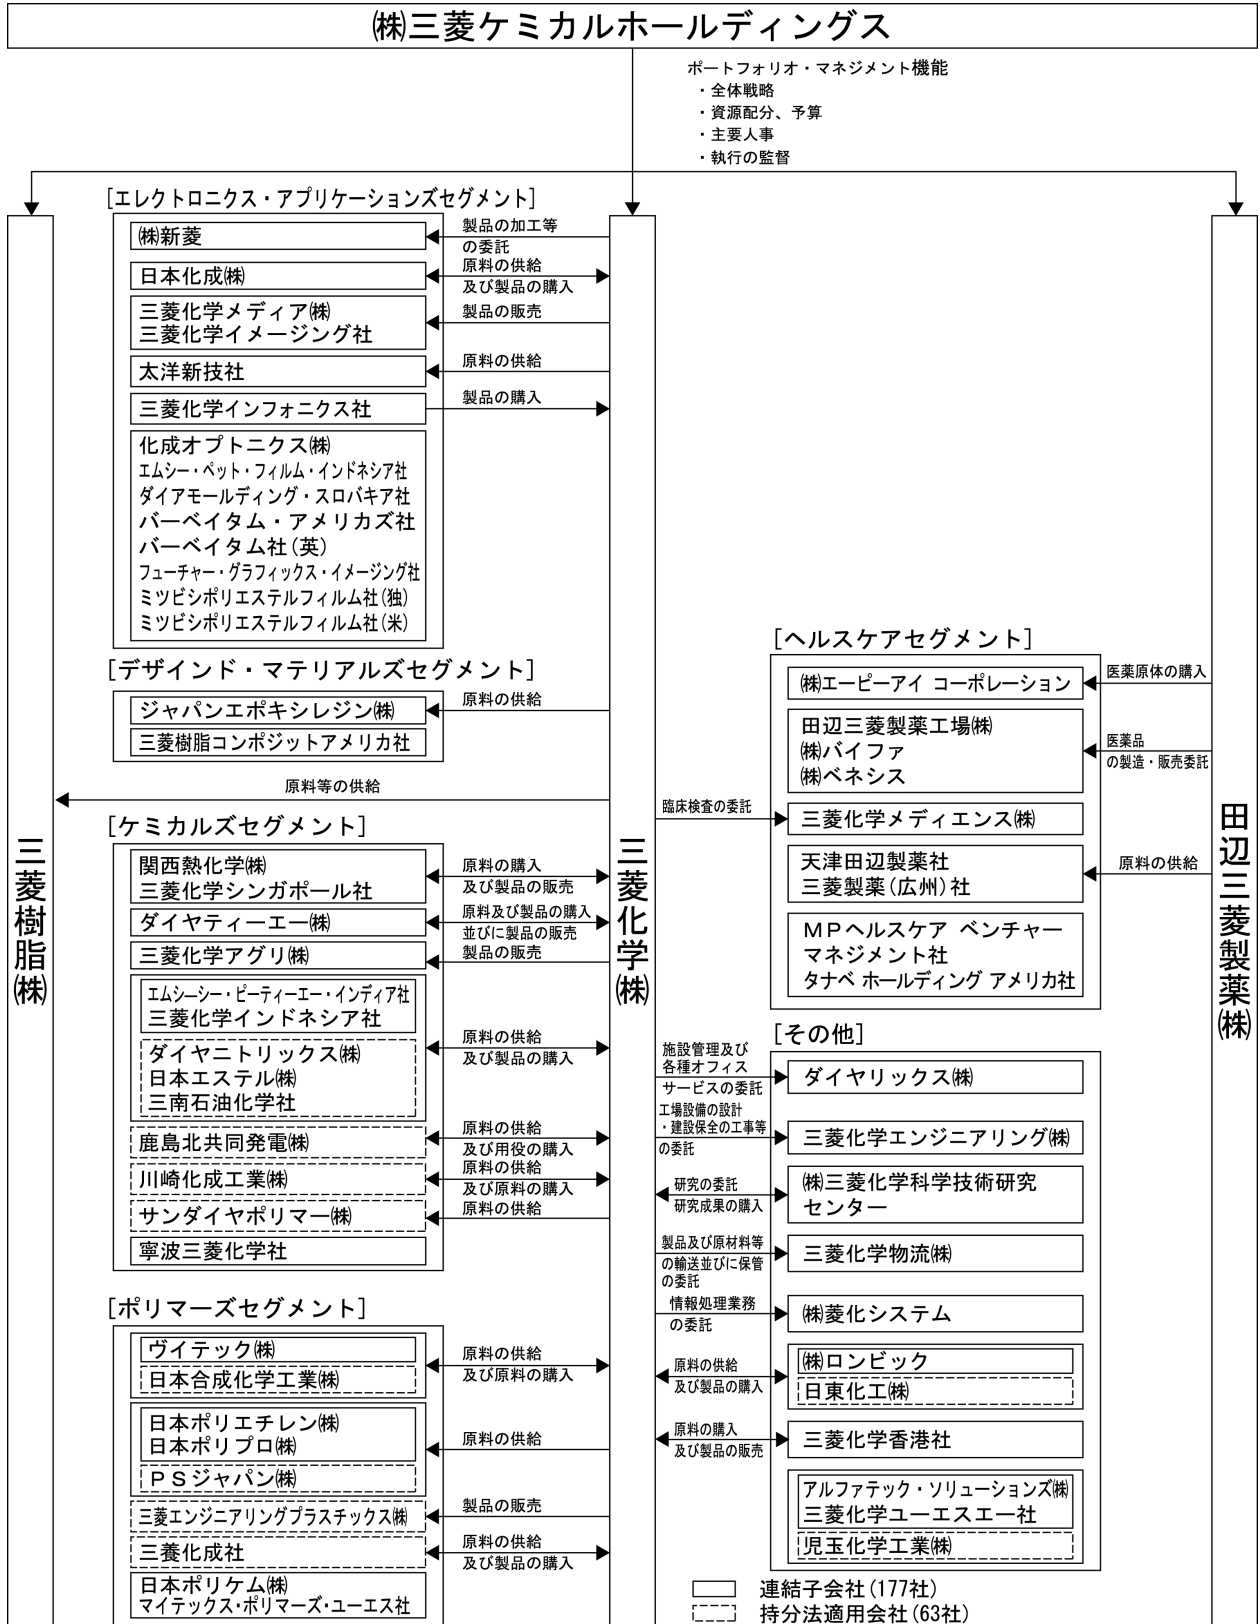 ㈱三菱ケミカルホールディングス
ポートフォリオ・マネジメント機能
・全体戦略
・資源配分、予算
・主要人事
・執行の監督
三菱樹脂㈱
[エレクトロニクス・アプリケーションズセグメント]
㈱新菱
製品の加工等
の委託
日本化成㈱
原料の供給
及び製品の購入
三菱化学メディア㈱
三菱化学イメージング社
製品の販売
太洋新技社
原料の供給
三菱化学インフォニクス社
製品の購入
化成オプトニクス㈱
エムシー・ペット・フィルム・インドネシア社
ダイアモールディング・スロバキア社
バーベイタム・アメリカズ社
バーベイタム社(英)
フューチャー・グラフィックス・イメージング社
ミツビシポリエステルフィルム社(独)
ミツビシポリエステルフィルム社(米)
[デザインド・マテリアルズセグメント]
ジャパンエポキシレジン㈱
原料の供給
三菱樹脂コンポジットアメリカ社
原料等の供給
[ケミカルズセグメント]
関西熱化学㈱
三菱化学シンガポール社
原料の購入
及び製品の販売
ダイヤティーエー㈱
原料及び製品の購入
並びに製品の販売
三菱化学アグリ㈱
製品の販売
エムシーシー・ピーティーエー・インディア社
三菱化学インドネシア社
ダイヤニトリックス㈱
日本エステル㈱
三南石油化学社
原料の供給
及び製品の購入
鹿島北共同発電㈱
原料の供給
及び用役の購入
川崎化成工業㈱
原料の供給
及び原料の購入
サンダイヤポリマー㈱
原料の供給
寧波三菱化学社
[ポリマーズセグメント]
ヴイテック㈱
日本合成化学工業㈱
原料の供給
及び原料の購入
日本ポリエチレン㈱
日本ポリプロ㈱
PSジャパン㈱
原料の供給
三菱エンジニアリングプラスチックス㈱
製品の販売
三養化成社
原料の供給
及び製品の購入
日本ポリケム㈱
マイテックス・ポリマーズ・ユーエス社
三菱化学㈱
[ヘルスケアセグメント]
㈱エーピーアイ コーポレーション
医薬原体の購入
田辺三菱製薬工場㈱
㈱バイファ
㈱ベネシス
医薬品
の製造・販売委託
臨床検査の委託
三菱化学メディエンス㈱
天津田辺製薬社
三菱製薬(広州)社
原料の供給
MPヘルスケア ベンチャー
マネジメント社
タナベ ホールディング アメリカ社
[その他]
施設管理及び
各種オフィス
サービスの委託
ダイヤリックス㈱
工場設備の設計
・建設保全の工事等
の委託
三菱化学エンジニアリング㈱
研究の委託
研究成果の購入
㈱三菱化学科学技術研究
センター
製品及び原材料等
の輸送並びに保管
の委託
三菱化学物流㈱
情報処理業務
の委託
㈱菱化システム
原料の供給
及び製品の購入
㈱ロンビック
日東化工㈱
原料の購入
及び製品の販売
三菱化学香港社
アルファテック・ソリューションズ㈱
三菱化学ユーエスエー社
児玉化学工業㈱
田辺三菱製薬㈱
連結子会社(177社)
持分法適用会社(63社)